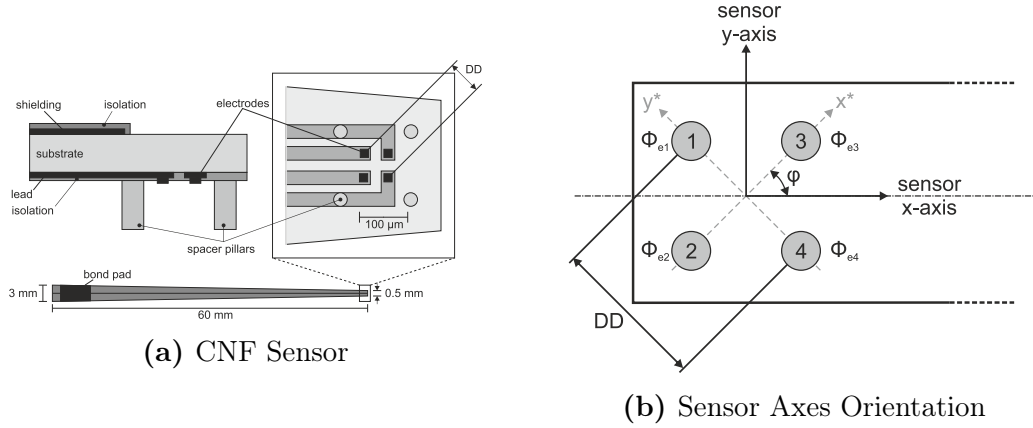 DD
shielding
isolation
electrodes
substrate
lead
isolation
100 µm
spacer pillars
bond pad
3 mm
0.5 mm
60 mm
(a) CNF Sensor
sensor
y-axis
y*
x*
Φe1
1
3
Φe3
φ
sensor
x-axis
Φe2
2
4
Φe4
DD
(b) Sensor Axes Orientation